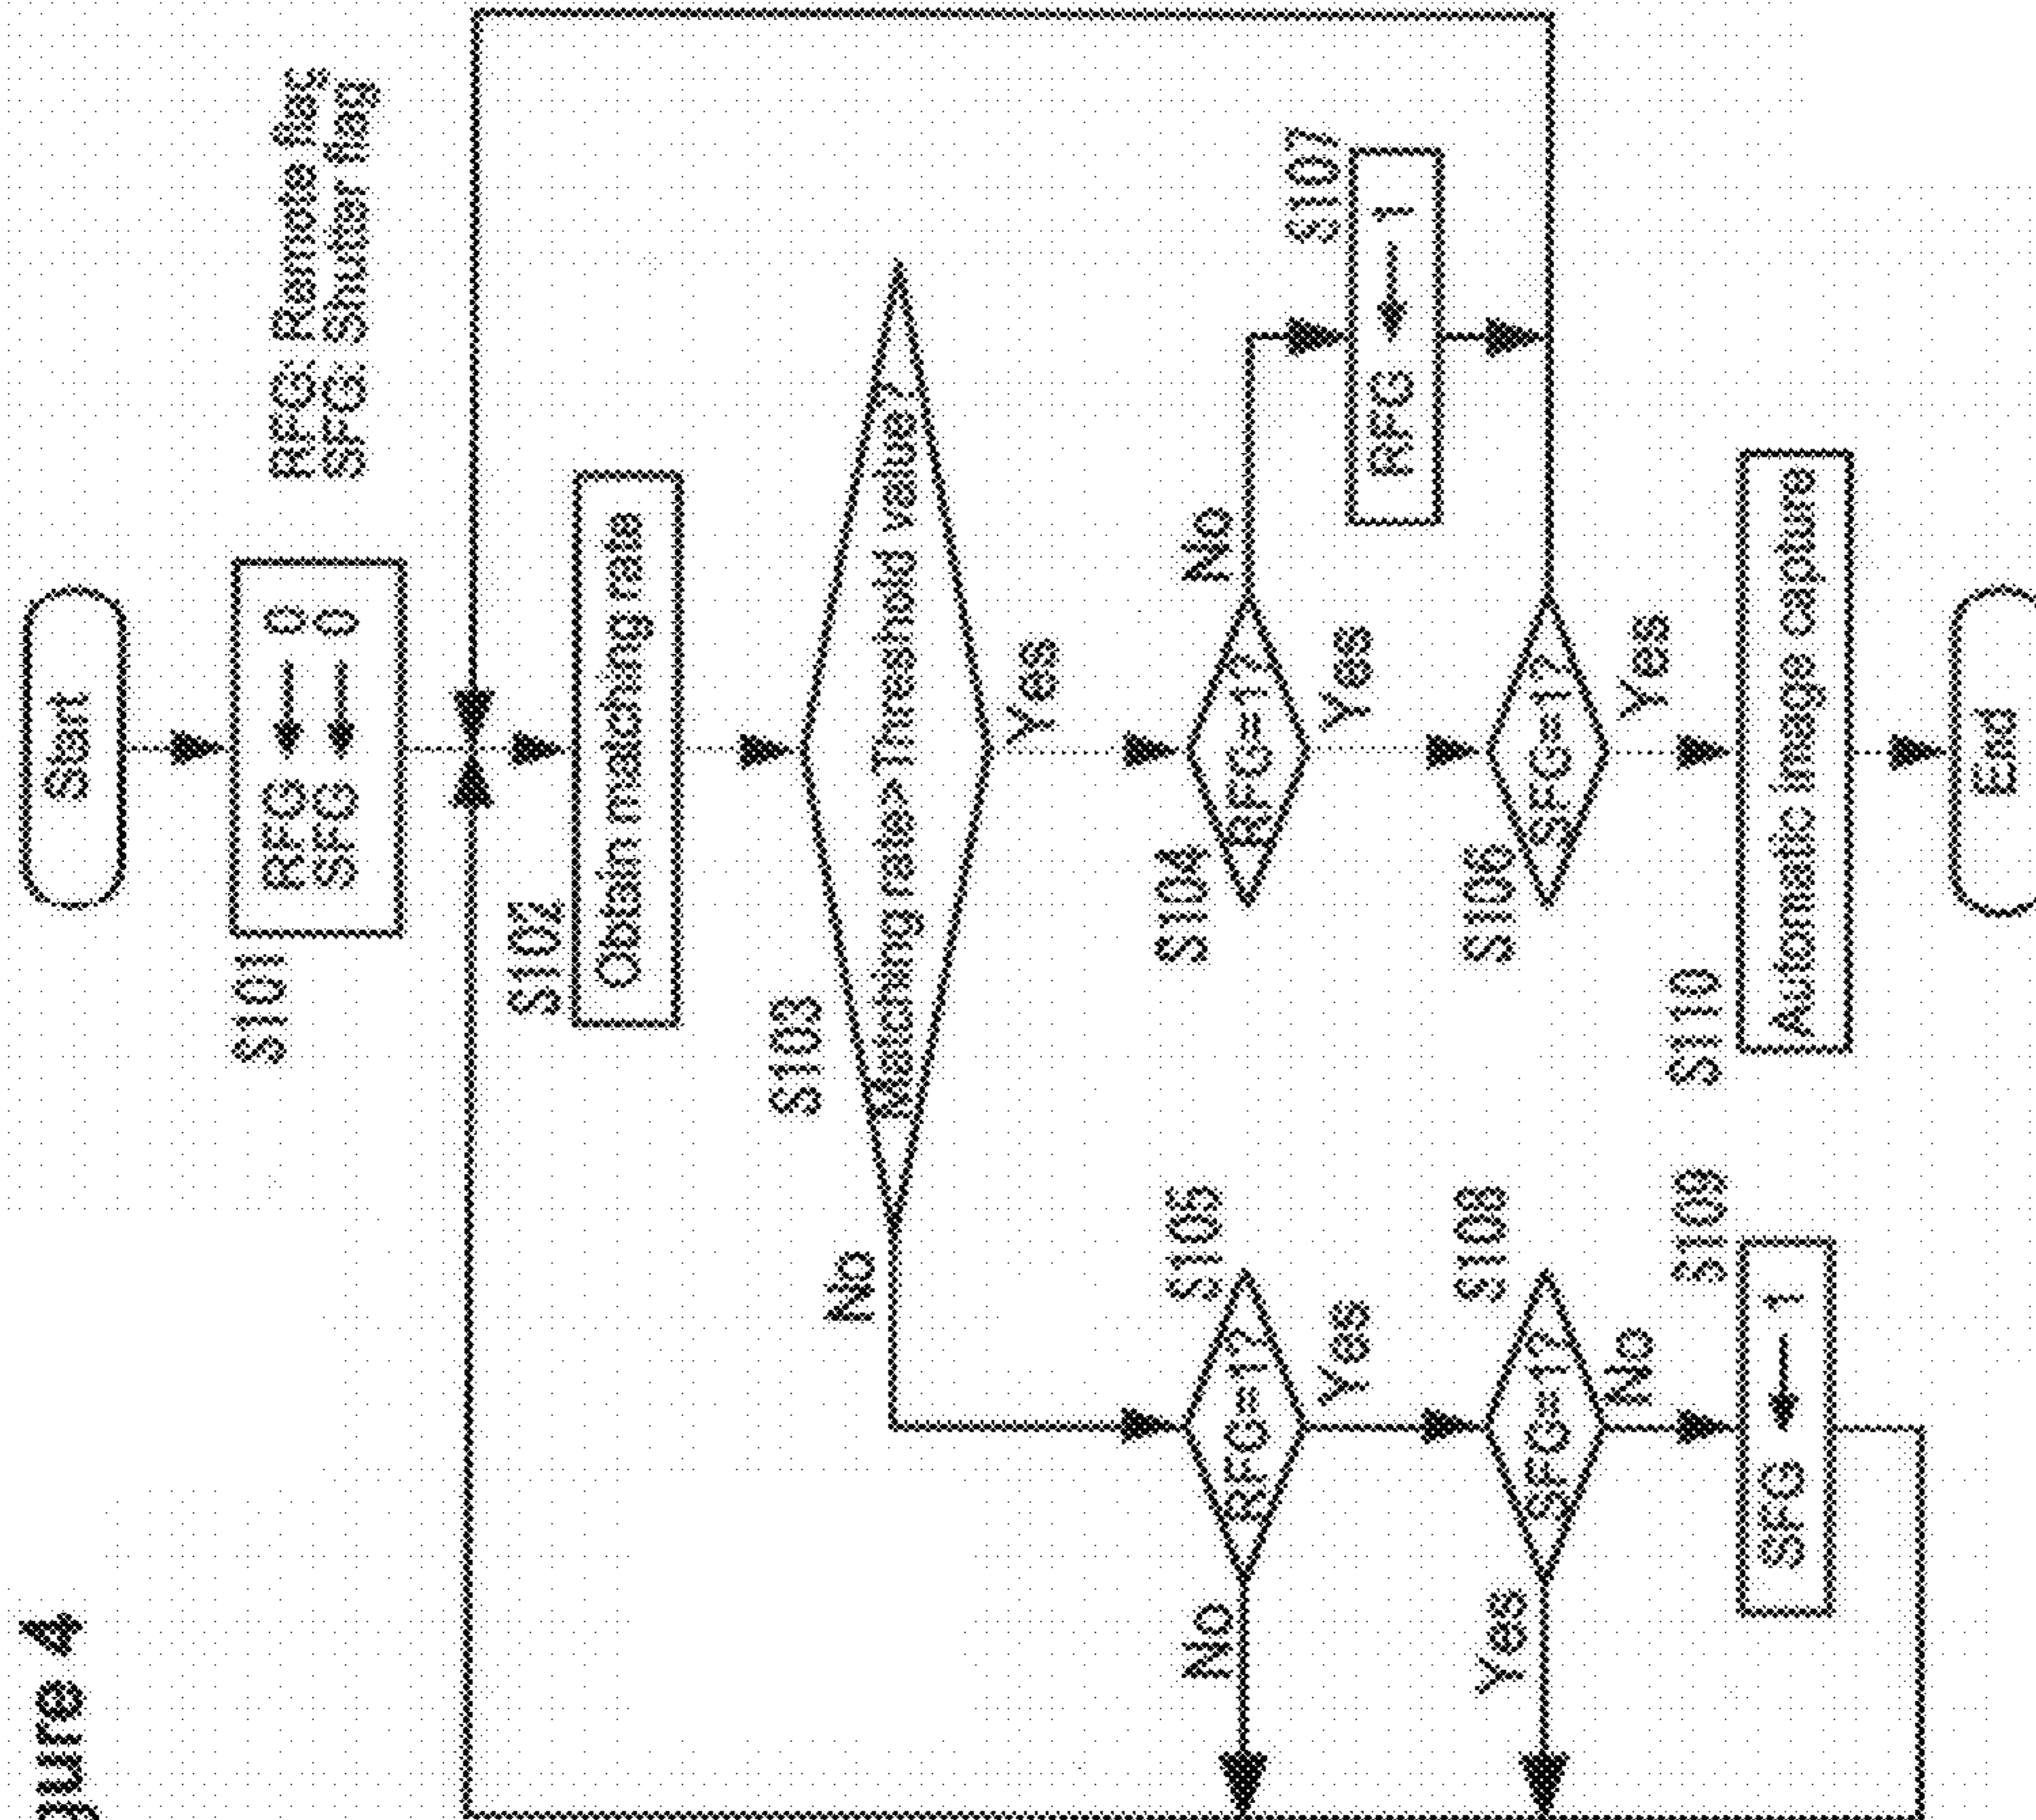 gure 4
Start
RFG: Remote flag
SFG: Shutter flag
S101
RFG ← 0
SFG ← 0
S102
Obtain matching rate
S103
Matching rate>Threshold value?
No
Yes
S105
RFG=1?
No
Yes
S104
RFG=1?
No
Yes
S107
RFG ← 1
S108
SFG=1?
Yes
No
S106
SFG=1?
Yes
S109
SFG ← 1
S110
Automatic image capture
End